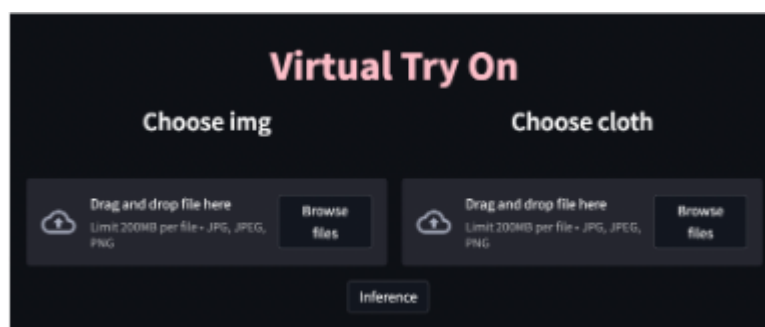 Virtual Try On
Choose img
Choose cloth
Drag and drop file here
Limit 200MB per file • JPG, JPEG,
PNG
Browse
files
Drag and drop file here
Limit 200MB per file • JPG, JPEG,
PNG
Browse
files
Inference